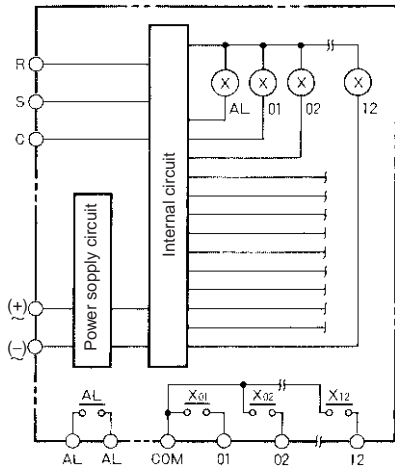 R
S
C
X X X X
AL 01 02 12
Internal circuit
Power sopply circuit
(+)
~
(−)
~
AL X01 X02 X12
AL AL COM 01 02 12